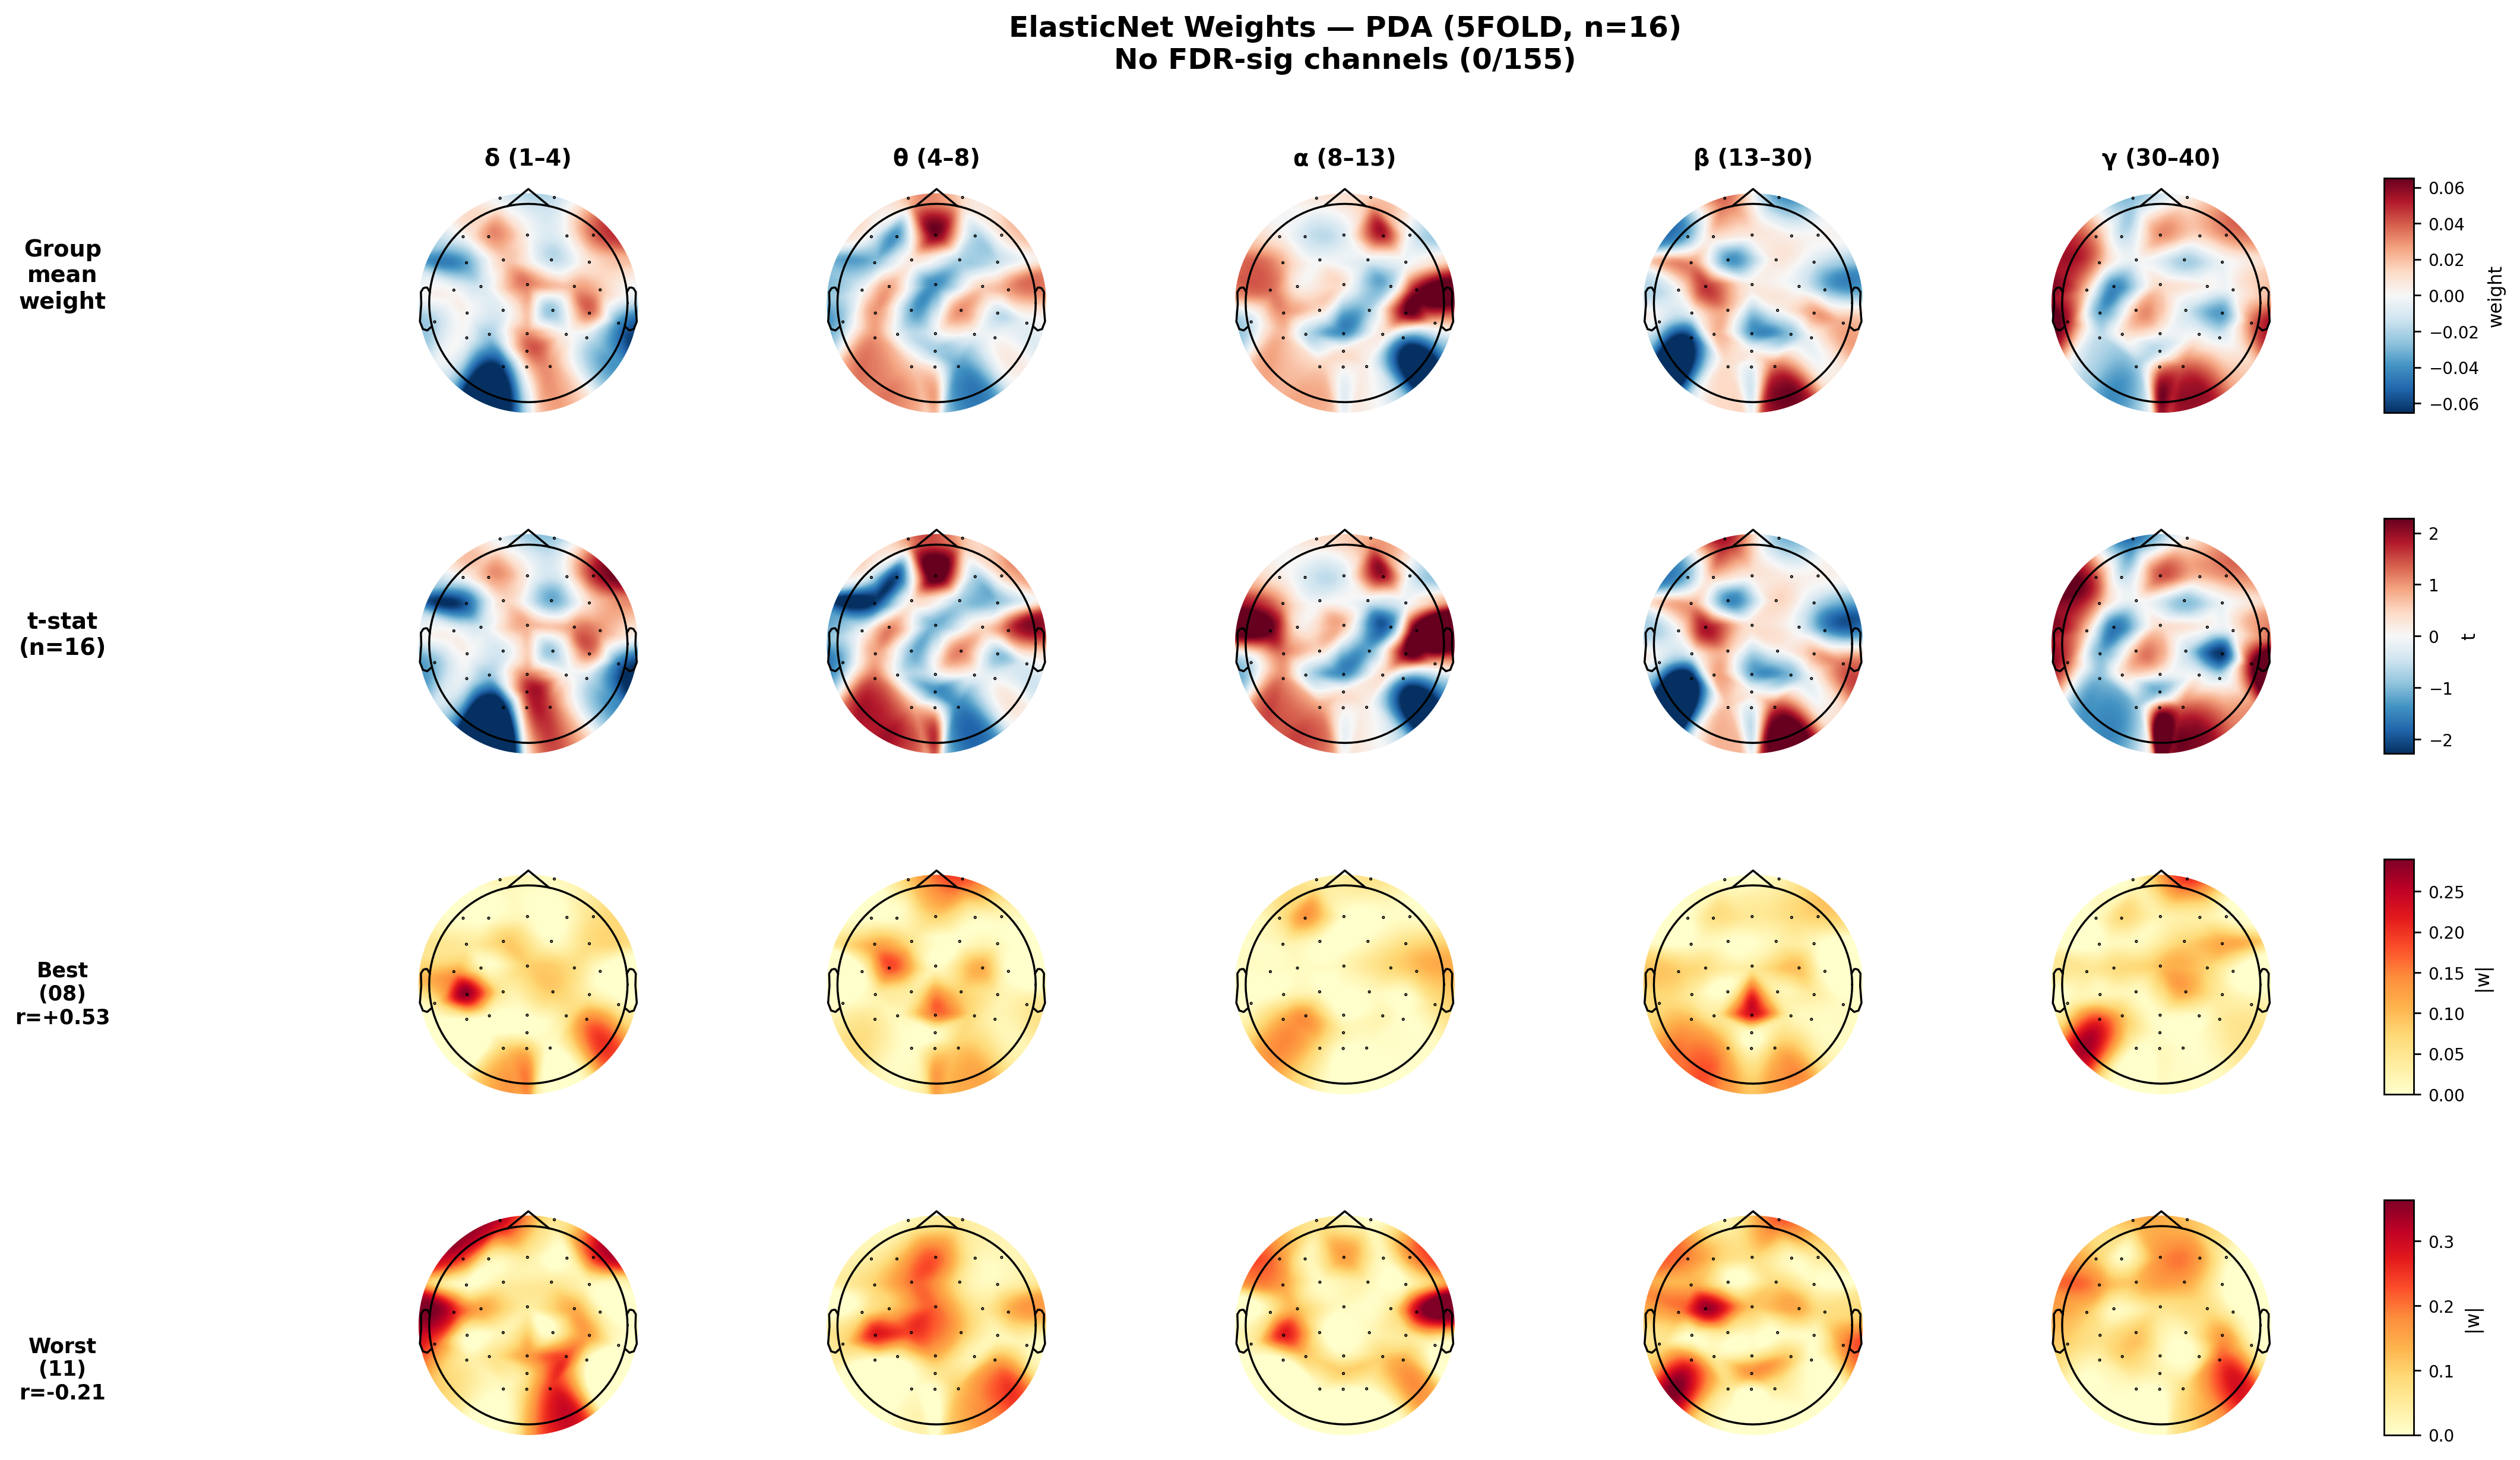 ElasticNet Weights — PDA (5FOLD, n=16)
No FDR-sig channels (0/155)
δ (1–4)
θ (4–8)
α (8–13)
β (13–30)
γ (30–40)
Group
mean
weight
0.06
0.04
0.02
0.00
−0.02
−0.04
−0.06
weight
t-stat
(n=16)
2
1
0
−1
−2
t
Best
(08)
r=+0.53
0.25
0.20
0.15
0.10
0.05
0.00
|w|
Worst
(11)
r=-0.21
0.3
0.2
0.1
0.0
|w|